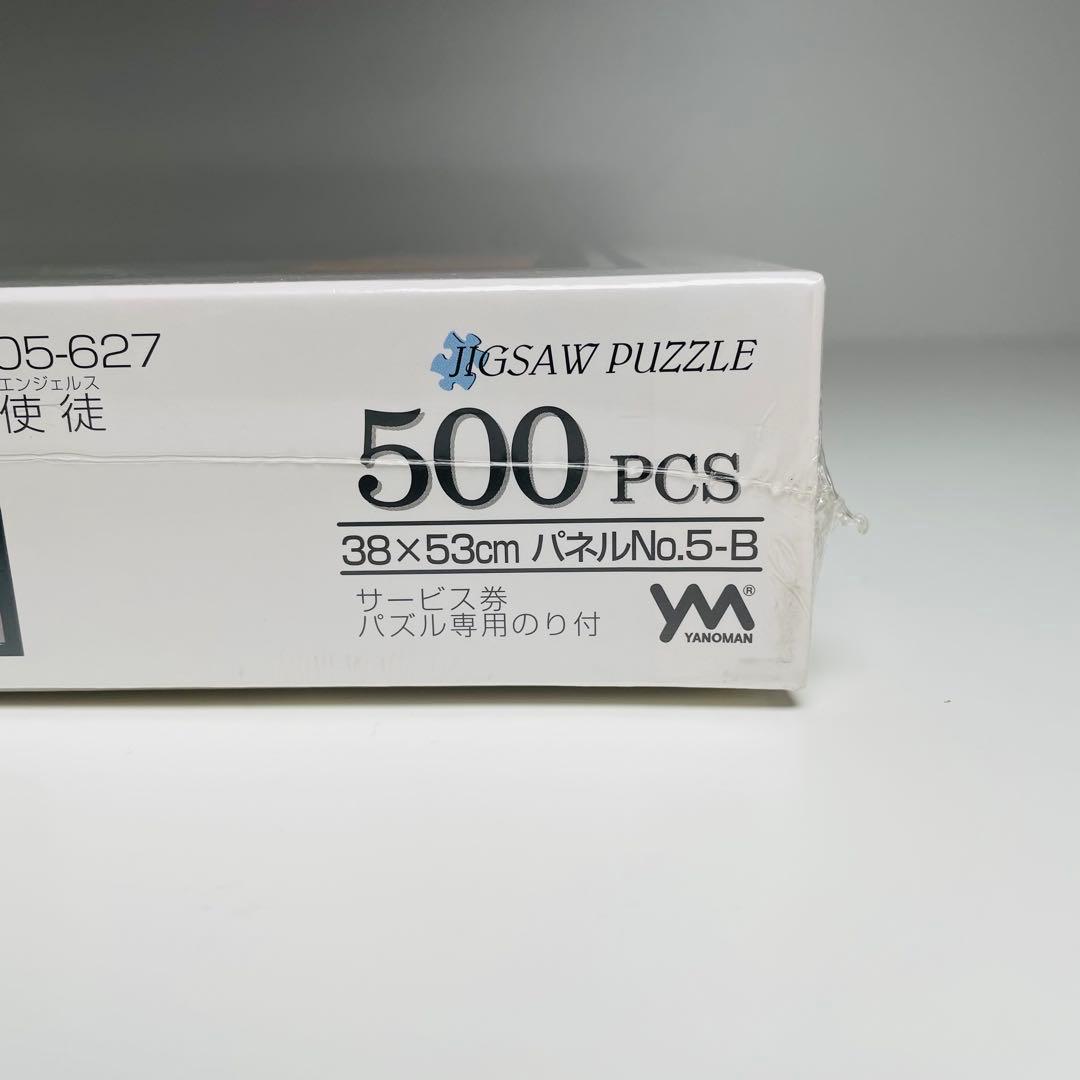 05-627
エンジェルス
使徒
JIGSAW PUZZLE
500 PCS
38×53cm パネルNo.5-B
サービス券
パズル専用のり付
YM®
YANOMAN